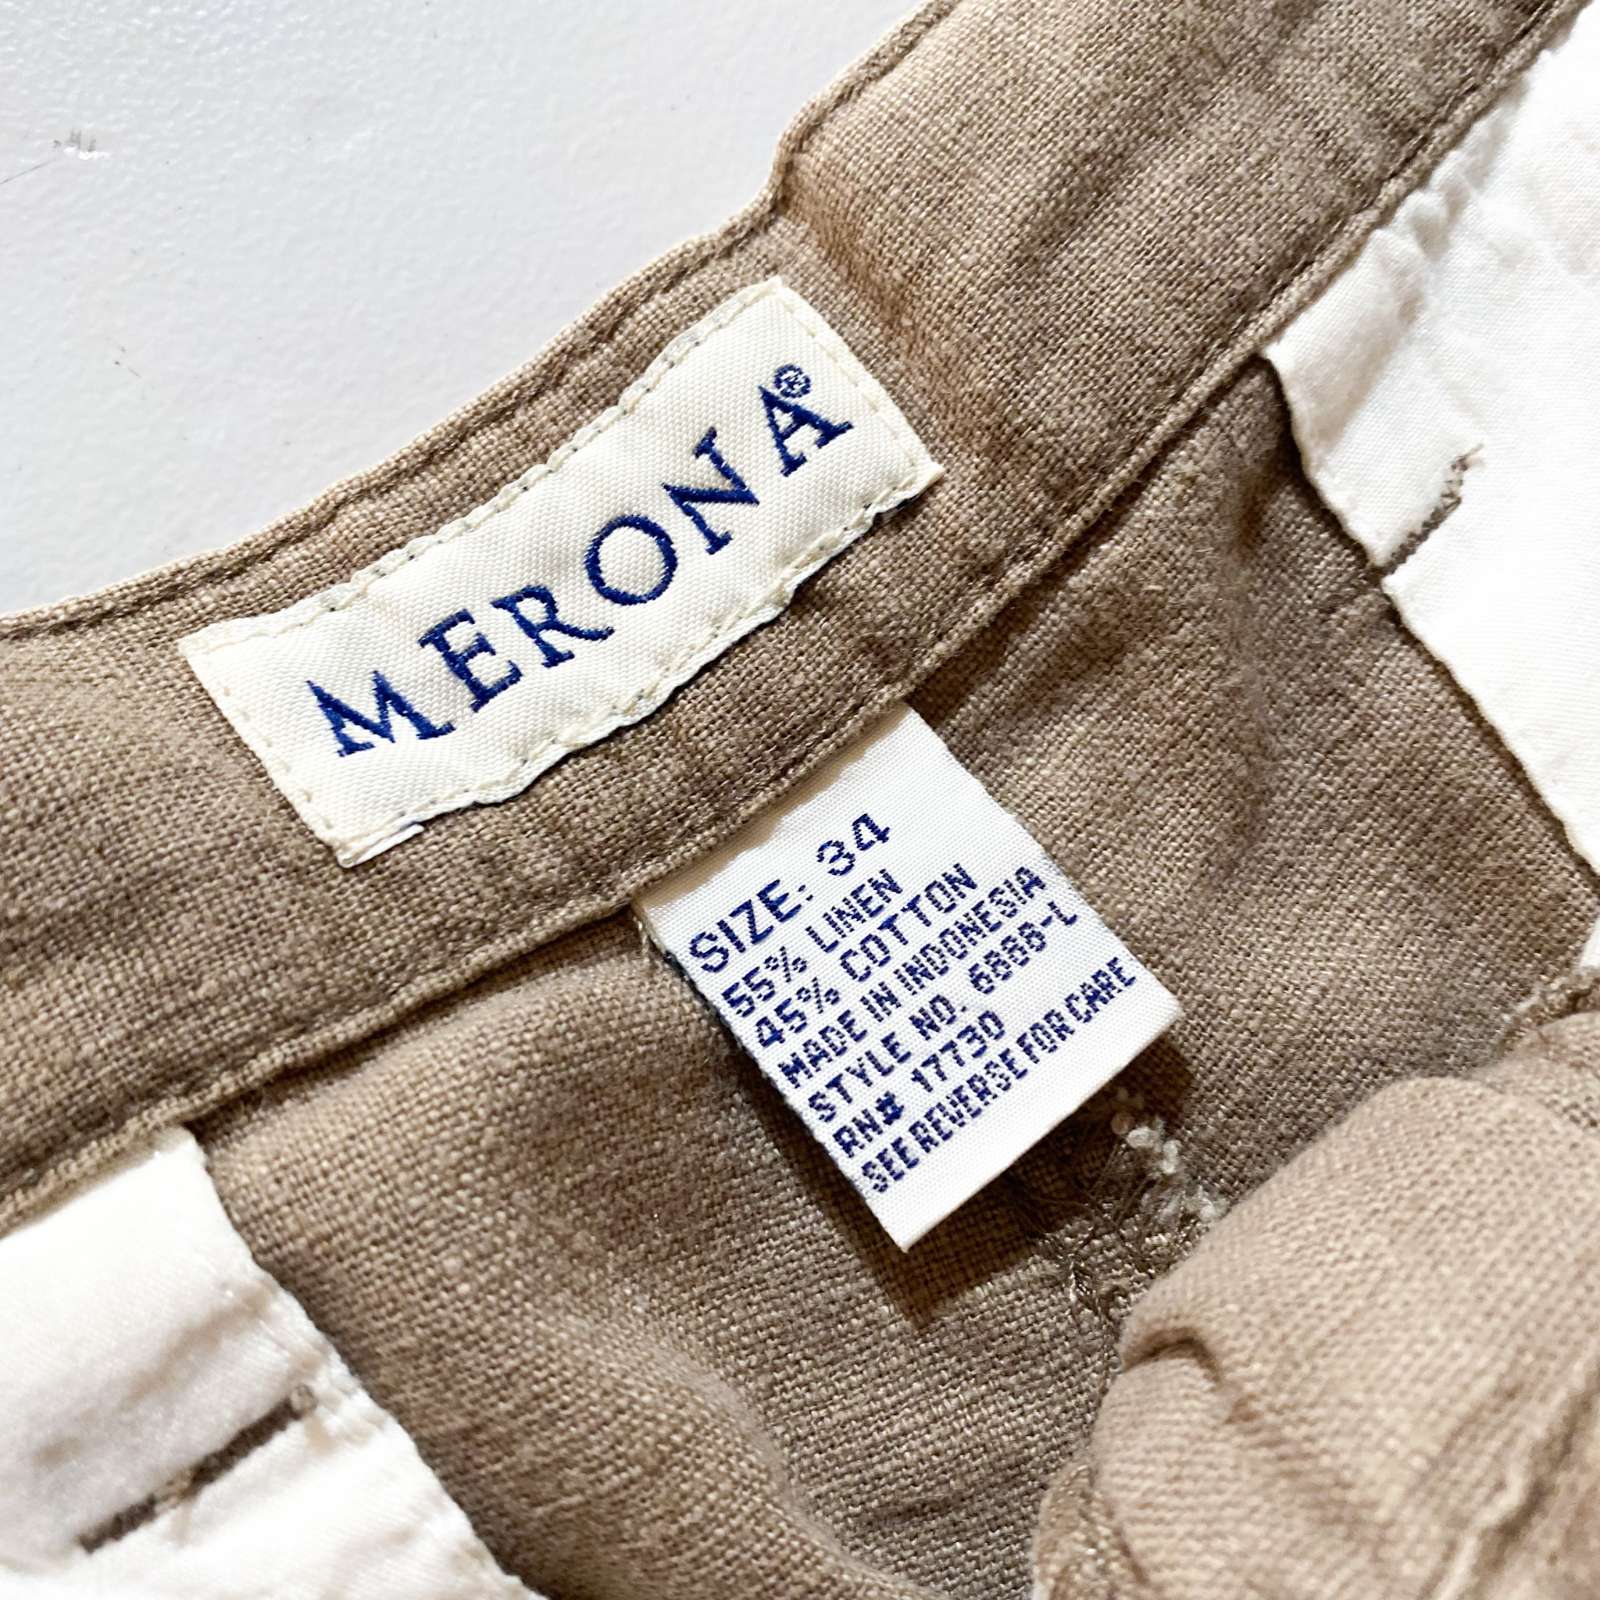 MERONA®
SIZE: 34
55% LINEN
45% COTTON
MADE IN INDONESIA
STYLE NO. 6888-L
RN# 17730
SEE REVERSE FOR CARE